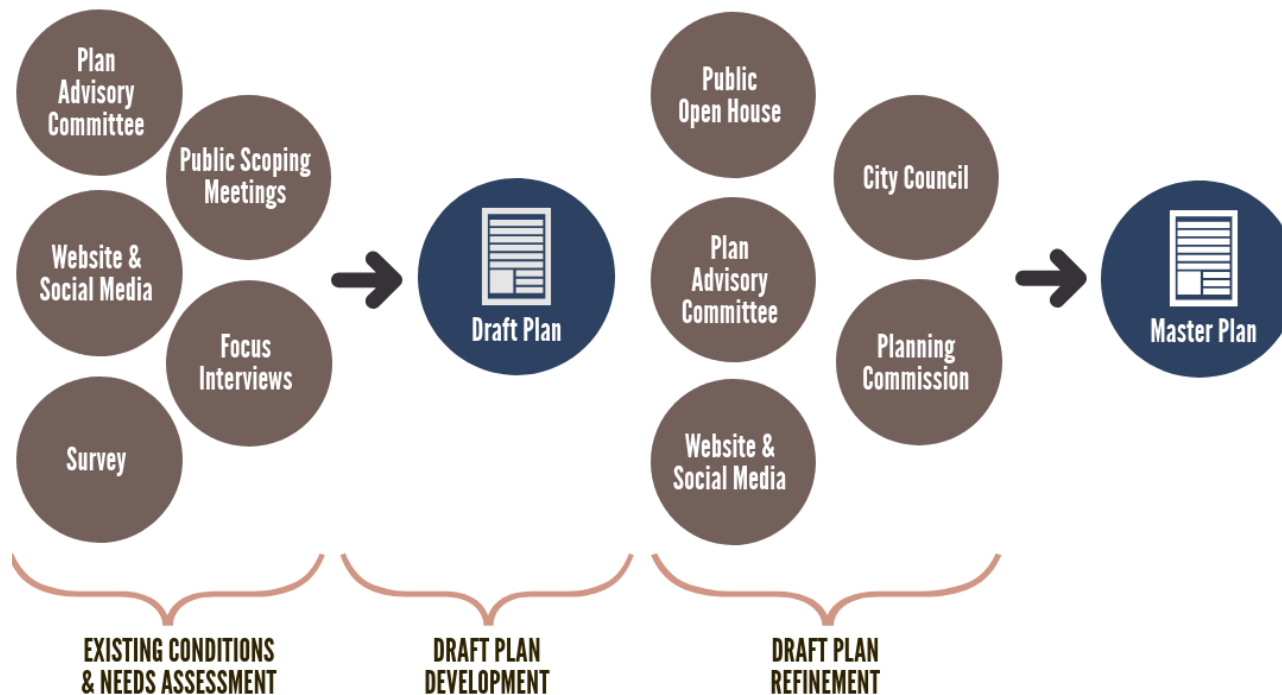 Plan
Advisory
Committee
Public Scoping
Meetings
Website &
Social Media
Focus
Interviews
Survey
Draft Plan
Public
Open House
City Council
Plan
Advisory
Committee
Planning
Commission
Website &
Social Media
Master Plan
EXISTING CONDITIONS
& NEEDS ASSESSMENT
DRAFT PLAN
DEVELOPMENT
DRAFT PLAN
REFINEMENT